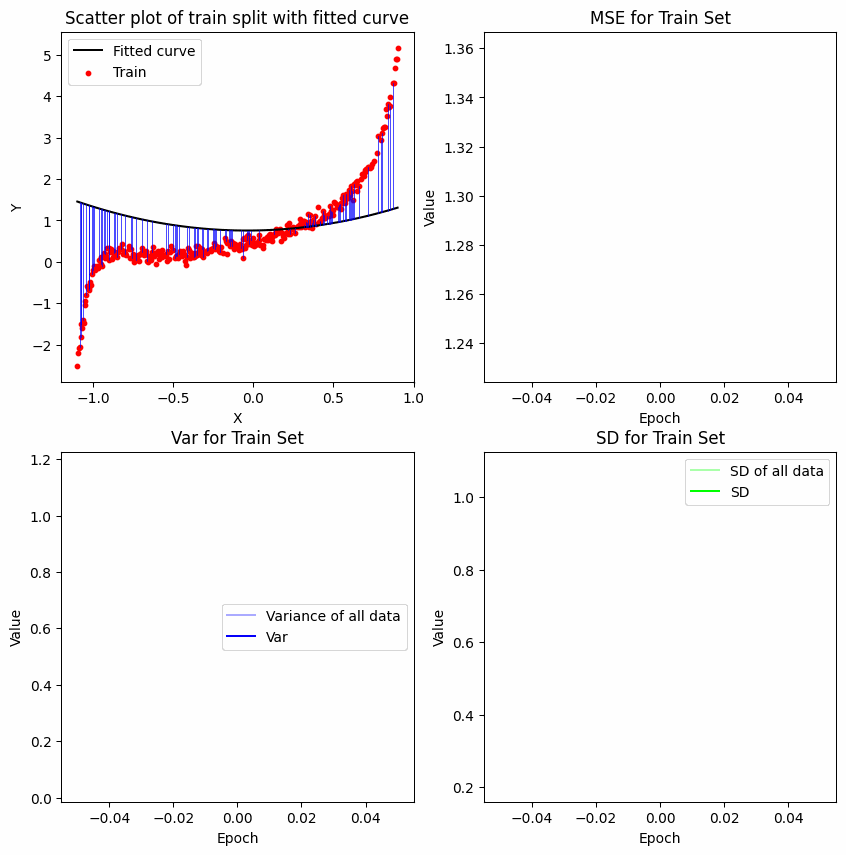 Scatter plot of train split with fitted curve
Fitted curve
Train
Y
5
4
3
2
1
0
−1
−2
−1.0
−0.5
0.0
0.5
1.0
X
MSE for Train Set
Value
1.36
1.34
1.32
1.30
1.28
1.26
1.24
−0.04
−0.02
0.00
0.02
0.04
Epoch
Var for Train Set
Value
1.2
1.0
0.8
0.6
0.4
0.2
0.0
Variance of all data
Var
−0.04
−0.02
0.00
0.02
0.04
Epoch
SD for Train Set
SD of all data
SD
Value
1.0
0.8
0.6
0.4
0.2
−0.04
−0.02
0.00
0.02
0.04
Epoch